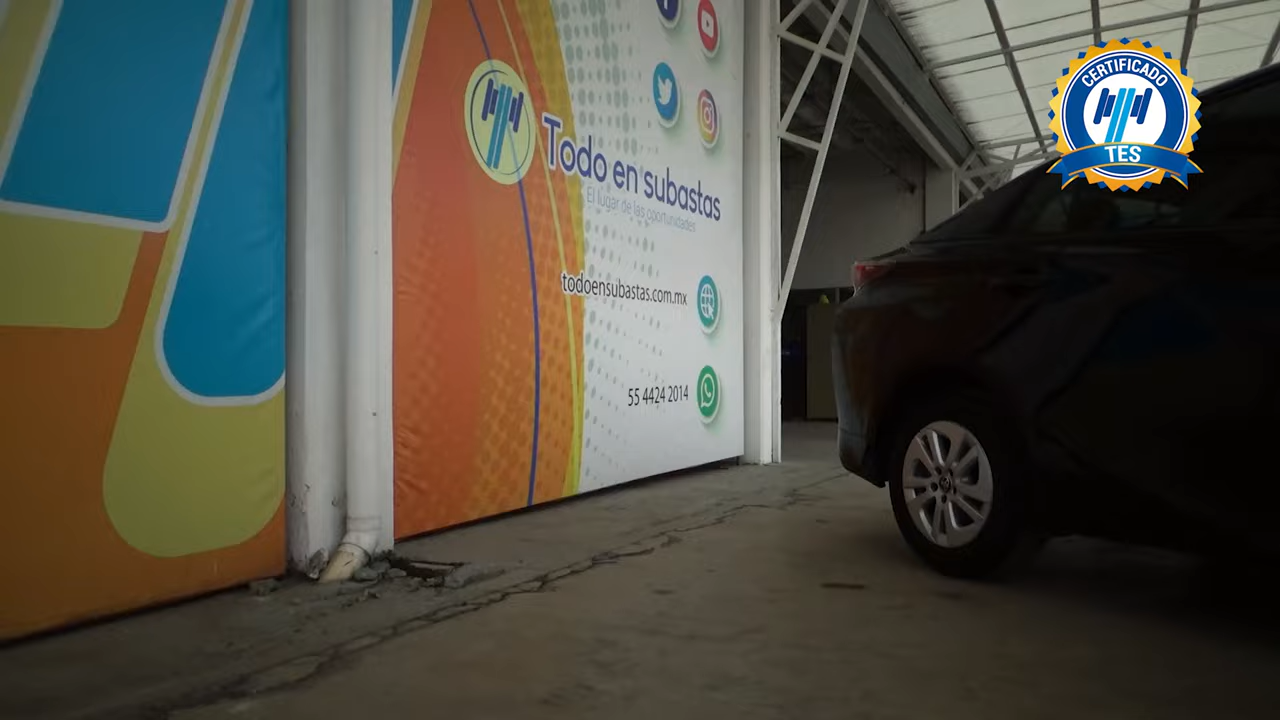 Todo en subastas
El lugar de las oportunidades
todoensubastas.com.mx
55 4424 2014
CERTIFICADO
TES